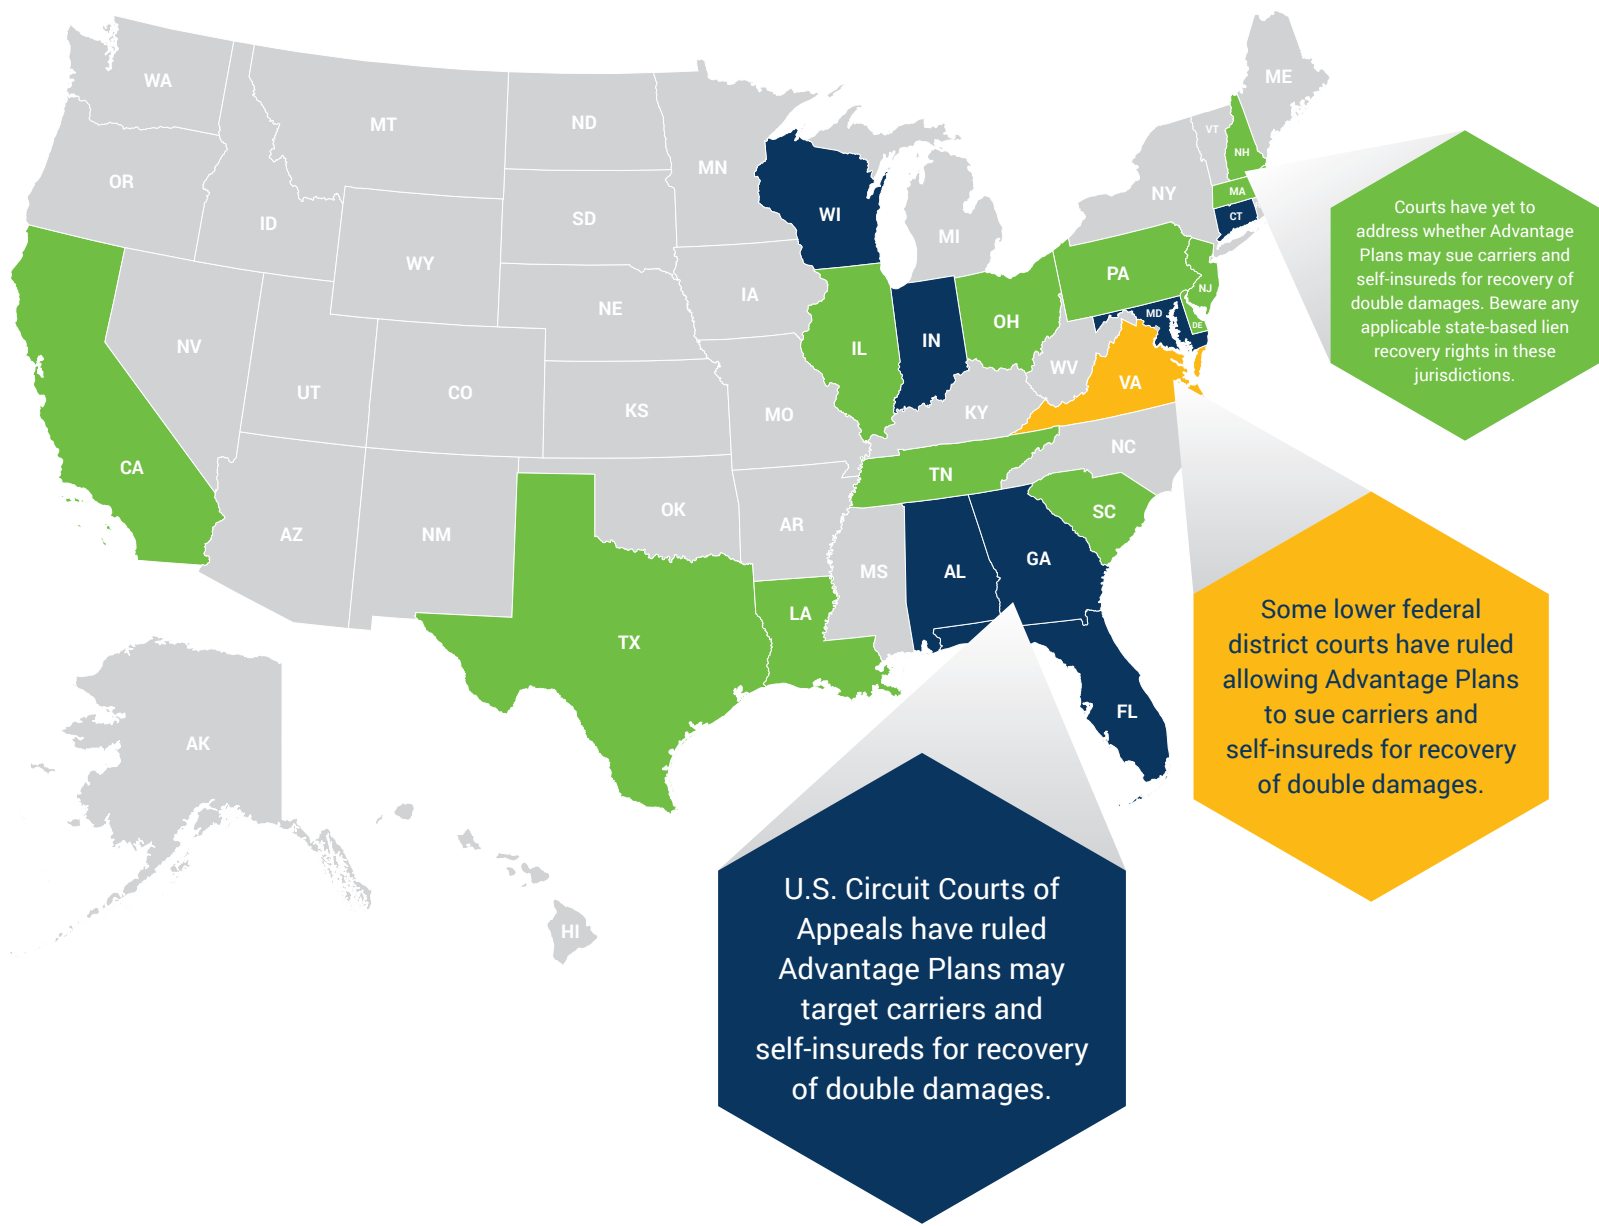 WA
OR
CA
NV
ID
MT
WY
UT
AZ
CO
NM
ND
SD
NE
KS
OK
TX
MN
IA
MO
AR
LA
WI
IL
MI
IN
OH
KY
TN
MS
AL
GA
FL
SC
NC
VA
WV
PA
NY
VT
NH
ME
MA
CT
NJ
MD
DE
AK
HI
Courts have yet to
address whether Advantage
Plans may sue carriers and
self-insureds for recovery of
double damages. Beware any
applicable state-based lien
recovery rights in these
jurisdictions.
Some lower federal
district courts have ruled
allowing Advantage Plans
to sue carriers and
self-insureds for recovery
of double damages.
U.S. Circuit Courts of
Appeals have ruled
Advantage Plans may
target carriers and
self-insureds for recovery
of double damages.